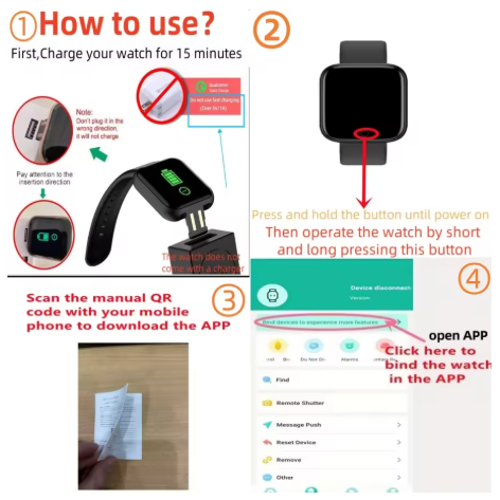 ① How to use?
First,Charge your watch for 15 minutes
Do not use fast charging
(Over 5V/1A)
Note:
Don't plug it in the
wrong direction,
it will not charge
Pay attention to the
insertion direction
The watch does not
come with a charger
②
Press and hold the button until power on
Then operate the watch by short
and long pressing this button
③
Scan the manual QR
code with your mobile
phone to download the APP
④
Device disconnect
Version:
Bind devices to experience more features
Alarms
open APP
Click here to
bind the watch
in the APP
Find
Remote Shutter
Message Push
Reset Device
Remove
Other